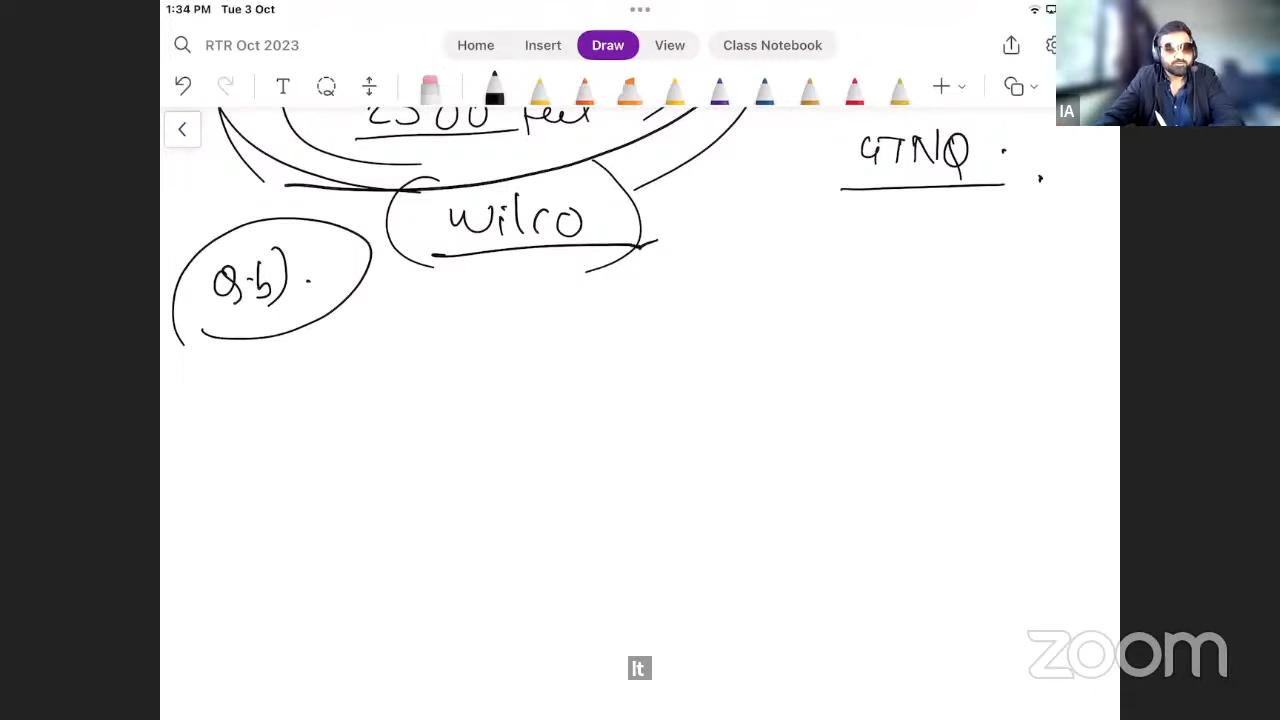 1:34 PM Tue 3 Oct
RTR Oct 2023
Home Insert Draw View Class Notebook
IA
2500 feet
GTNQ .
Wilco
Q.b) .
It
zoom